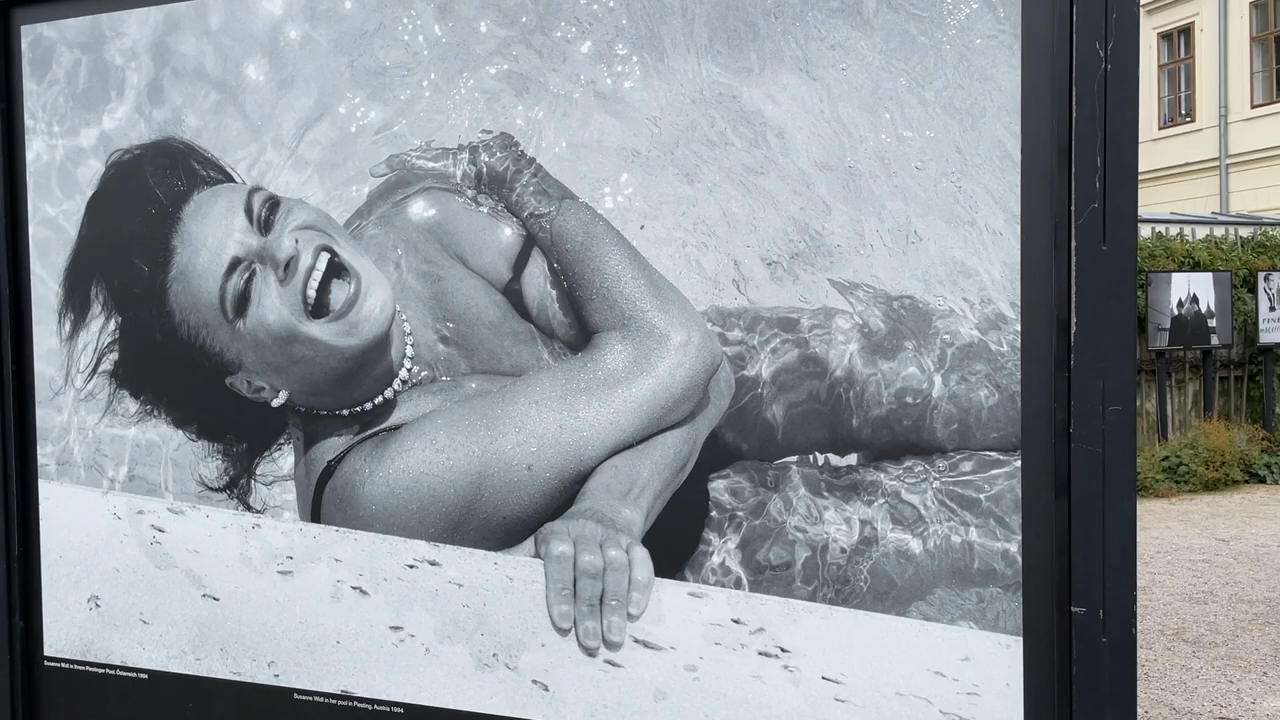 Susanne Widl in ihrem Piestinger Pool, Österreich 1994
Susanne Widl in her pool in Piesting, Austria 1994